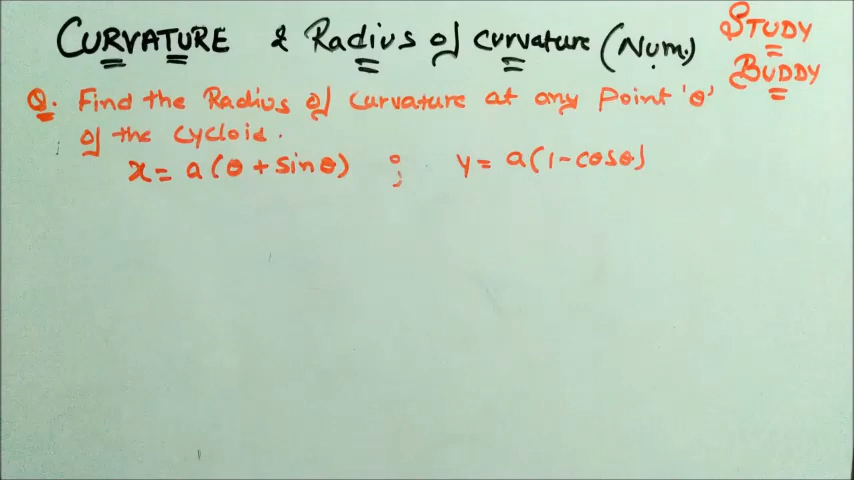 CURVATURE & Radius of curvature (Num.)
STUDY
BUDDY
Q. Find the Radius of Curvature at any Point 'θ'
of the Cycloid.
x = a(θ + sinθ) ; y = a(1-cosθ)